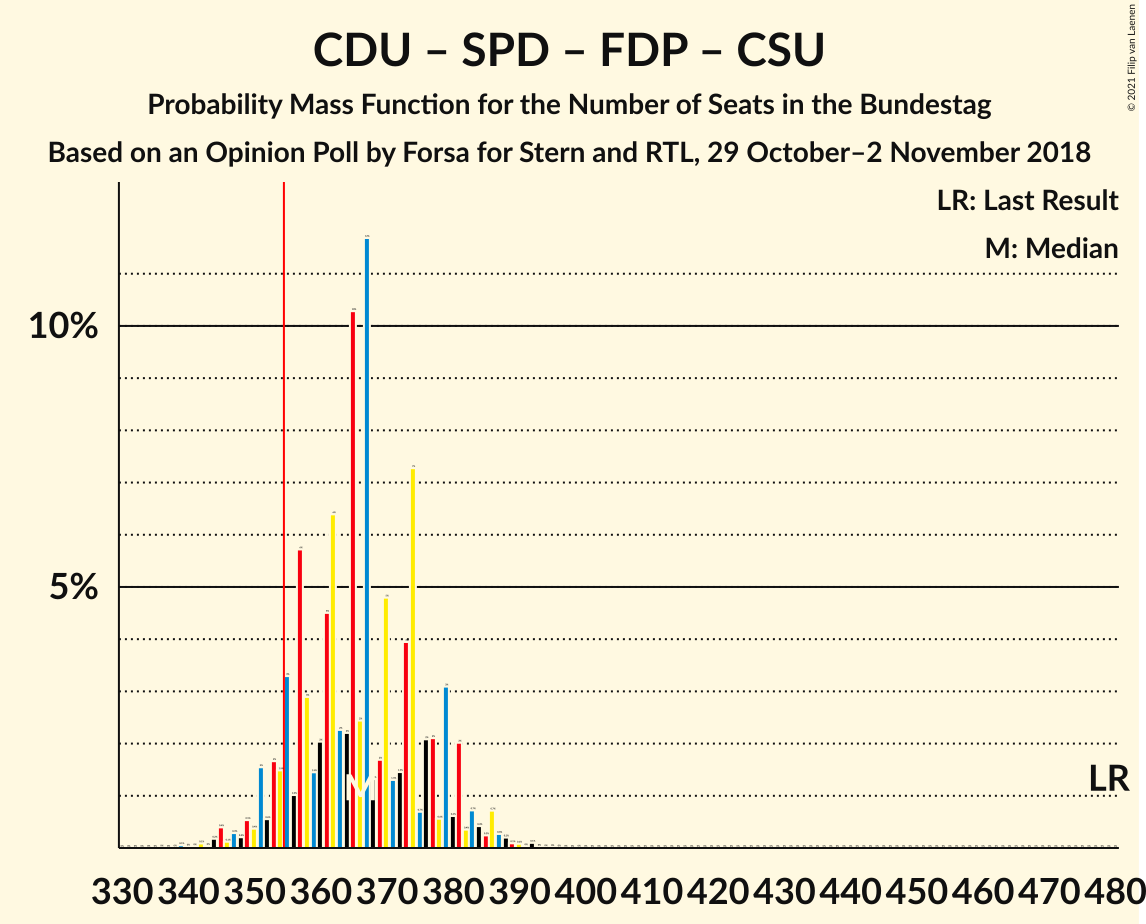 CDU – SPD – FDP – CSU
Probability Mass Function for the Number of Seats in the Bundestag
Based on an Opinion Poll by Forsa for Stern and RTL, 29 October–2 November 2018
© 2021 Filip van Laenen
LR: Last Result
M: Median
10%
5%
M
LR
330 340 350 360 370 380 390 400 410 420 430 440 450 460 470 480